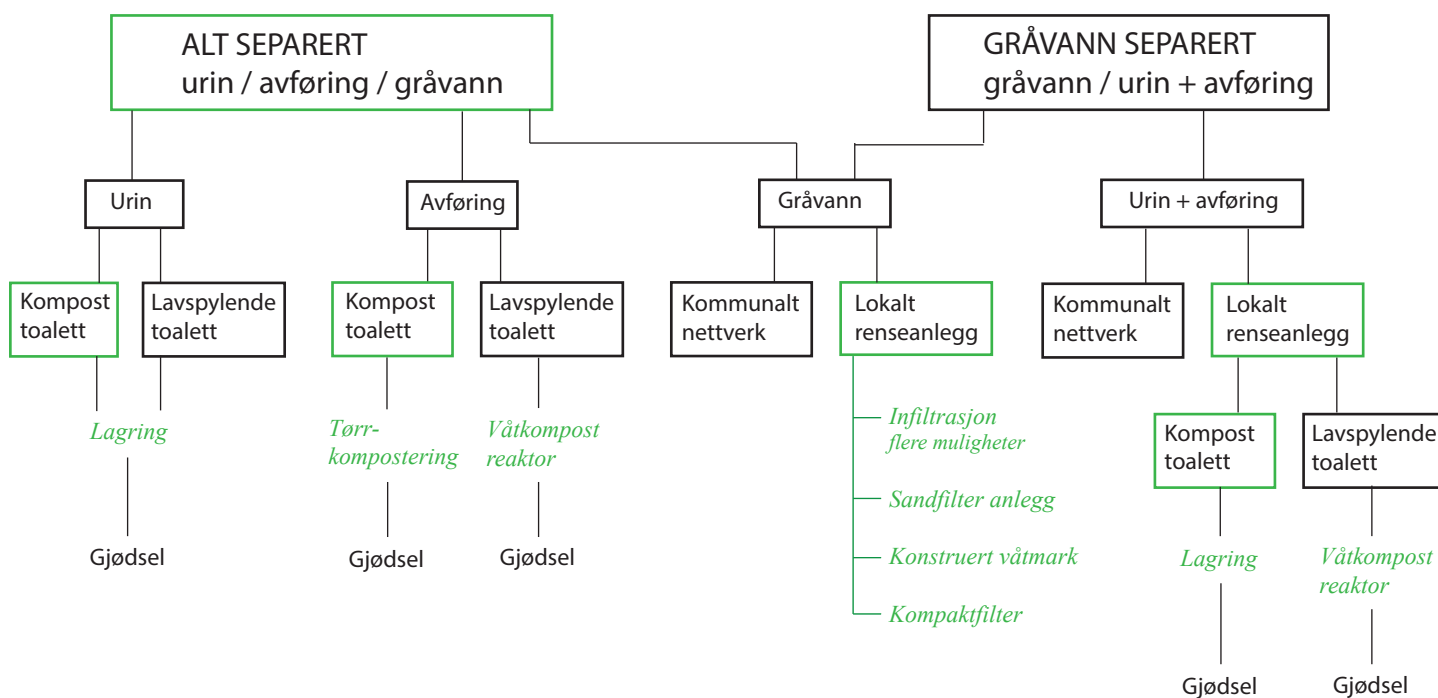 ALT SEPARERT
urin / avføring / gråvann
GRÅVANN SEPARERT
gråvann / urin + avføring
Urin
Avføring
Gråvann
Urin + avføring
Kompost
toalett
Lavspylende
toalett
Kompost
toalett
Lavspylende
toalett
Kommunalt
nettverk
Lokalt
renseanlegg
Kommunalt
nettverk
Lokalt
renseanlegg
Lagring
Tørr-
kompostering
Våtkompost
reaktor
Infiltrasjon
flere muligheter
Sandfilter anlegg
Konstruert våtmark
Kompaktfilter
Kompost
toalett
Lavspylende
toalett
Gjødsel
Gjødsel
Gjødsel
Lagring
Våtkompost
reaktor
Gjødsel
Gjødsel